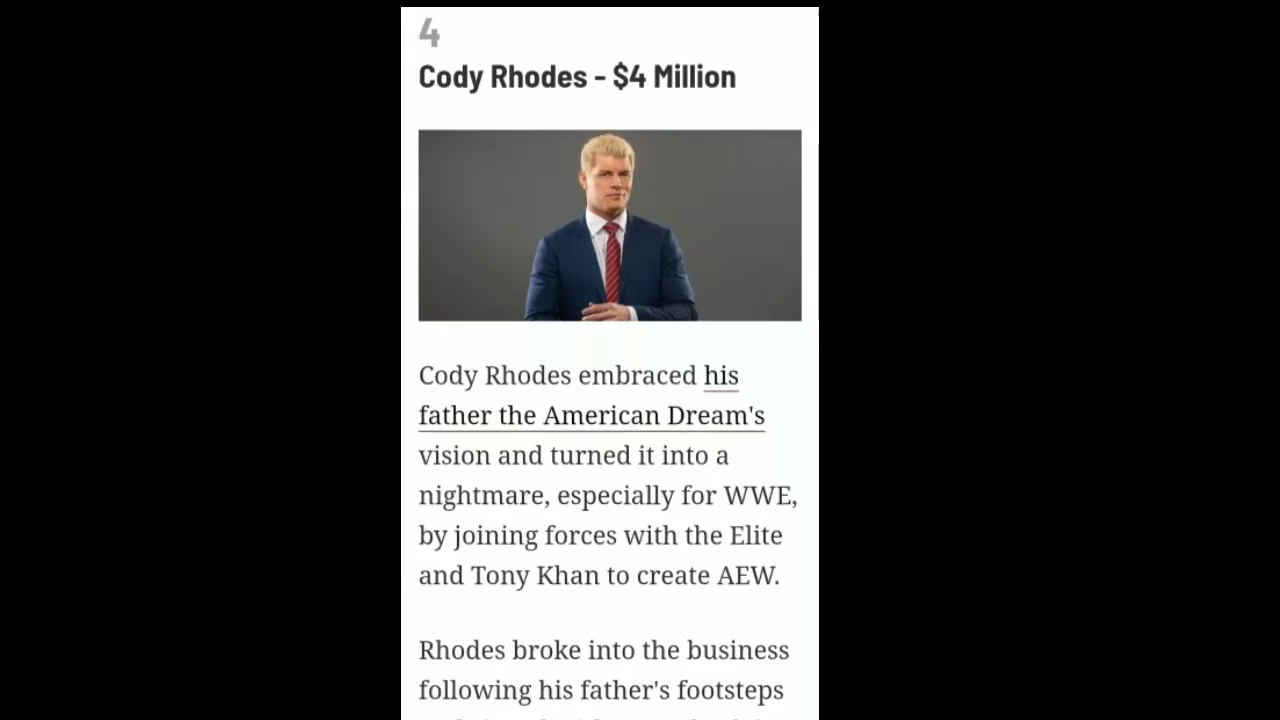 4
Cody Rhodes - $4 Million
Cody Rhodes embraced his
father the American Dream's
vision and turned it into a
nightmare, especially for WWE,
by joining forces with the Elite
and Tony Khan to create AEW.
Rhodes broke into the business
following his father's footsteps